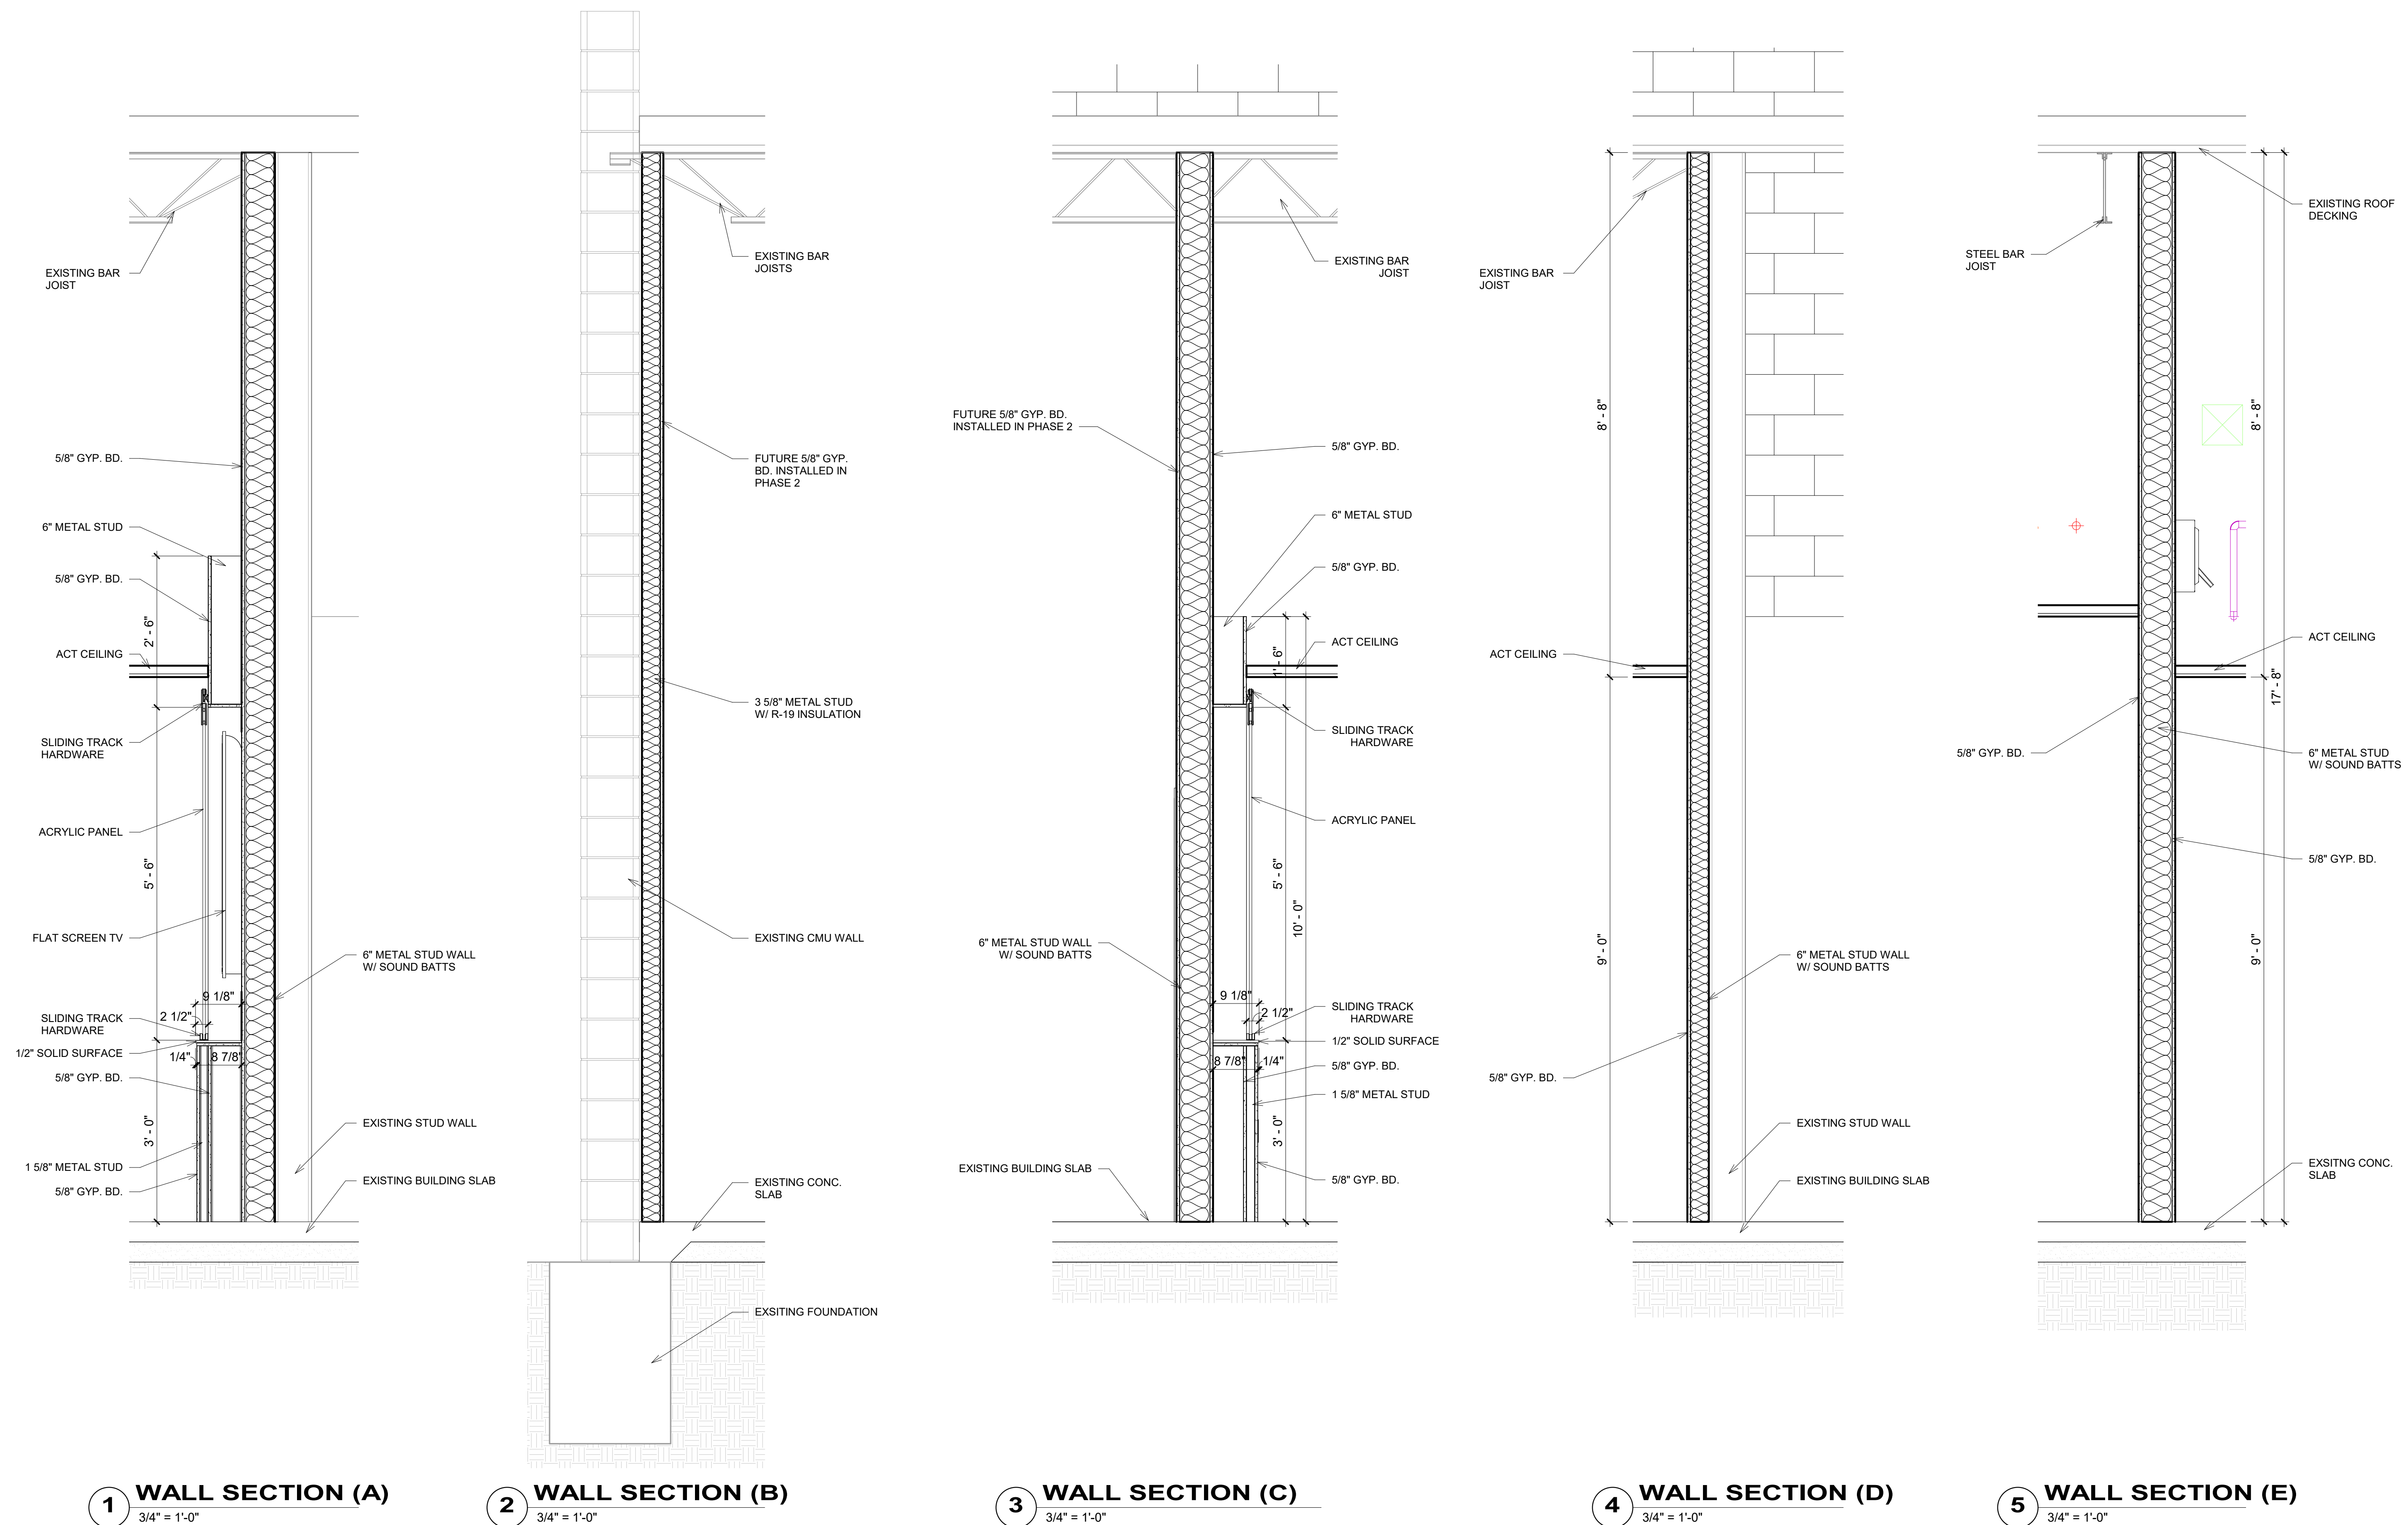 EXISTING BAR
JOIST
5/8" GYP. BD.
6" METAL STUD
5/8" GYP. BD.
2' - 6"
ACT CEILING
SLIDING TRACK
HARDWARE
ACRYLIC PANEL
5' - 6"
FLAT SCREEN TV
6" METAL STUD WALL
W/ SOUND BATTS
9 1/8"
2 1/2"
SLIDING TRACK
HARDWARE
1/2" SOLID SURFACE
1/4"
8 7/8"
5/8" GYP. BD.
3' - 0"
EXISTING STUD WALL
1 5/8" METAL STUD
EXISTING BUILDING SLAB
5/8" GYP. BD.
1
WALL SECTION (A)
3/4" = 1'-0"
EXISTING BAR
JOISTS
FUTURE 5/8" GYP.
BD. INSTALLED IN
PHASE 2
3 5/8" METAL STUD
W/ R-19 INSULATION
EXISTING CMU WALL
EXISTING CONC.
SLAB
EXSITING FOUNDATION
2
WALL SECTION (B)
3/4" = 1'-0"
EXISTING BAR
JOIST
FUTURE 5/8" GYP. BD.
INSTALLED IN PHASE 2
5/8" GYP. BD.
6" METAL STUD
5/8" GYP. BD.
ACT CEILING
1' - 6"
SLIDING TRACK
HARDWARE
ACRYLIC PANEL
5' - 6"
10' - 0"
6" METAL STUD WALL
W/ SOUND BATTS
9 1/8"
2 1/2"
SLIDING TRACK
HARDWARE
1/2" SOLID SURFACE
8 7/8"
1/4"
5/8" GYP. BD.
1 5/8" METAL STUD
3' - 0"
EXISTING BUILDING SLAB
5/8" GYP. BD.
3
WALL SECTION (C)
3/4" = 1'-0"
EXISTING BAR
JOIST
8' - 8"
ACT CEILING
9' - 0"
6" METAL STUD WALL
W/ SOUND BATTS
5/8" GYP. BD.
EXISTING STUD WALL
EXISTING BUILDING SLAB
4
WALL SECTION (D)
3/4" = 1'-0"
EXIISTING ROOF
DECKING
STEEL BAR
JOIST
8' - 8"
ACT CEILING
17' - 8"
5/8" GYP. BD.
6" METAL STUD
W/ SOUND BATTS
5/8" GYP. BD.
9' - 0"
EXSITNG CONC.
SLAB
5
WALL SECTION (E)
3/4" = 1'-0"